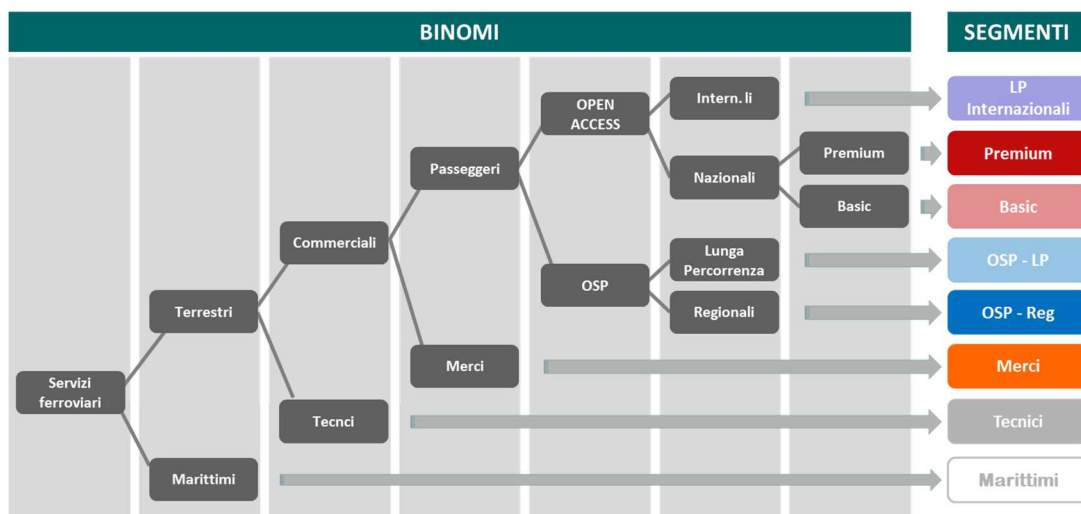 BINOMI
SEGMENTI
Servizi
ferroviari
Terrestri
Marittimi
Commerciali
Tecnci
Passeggeri
Merci
OPEN
ACCESS
OSP
Intern. li
Nazionali
Lunga
Percorrenza
Regionali
Premium
Basic
LP
Internazionali
Premium
Basic
OSP - LP
OSP - Reg
Merci
Tecnici
Marittimi